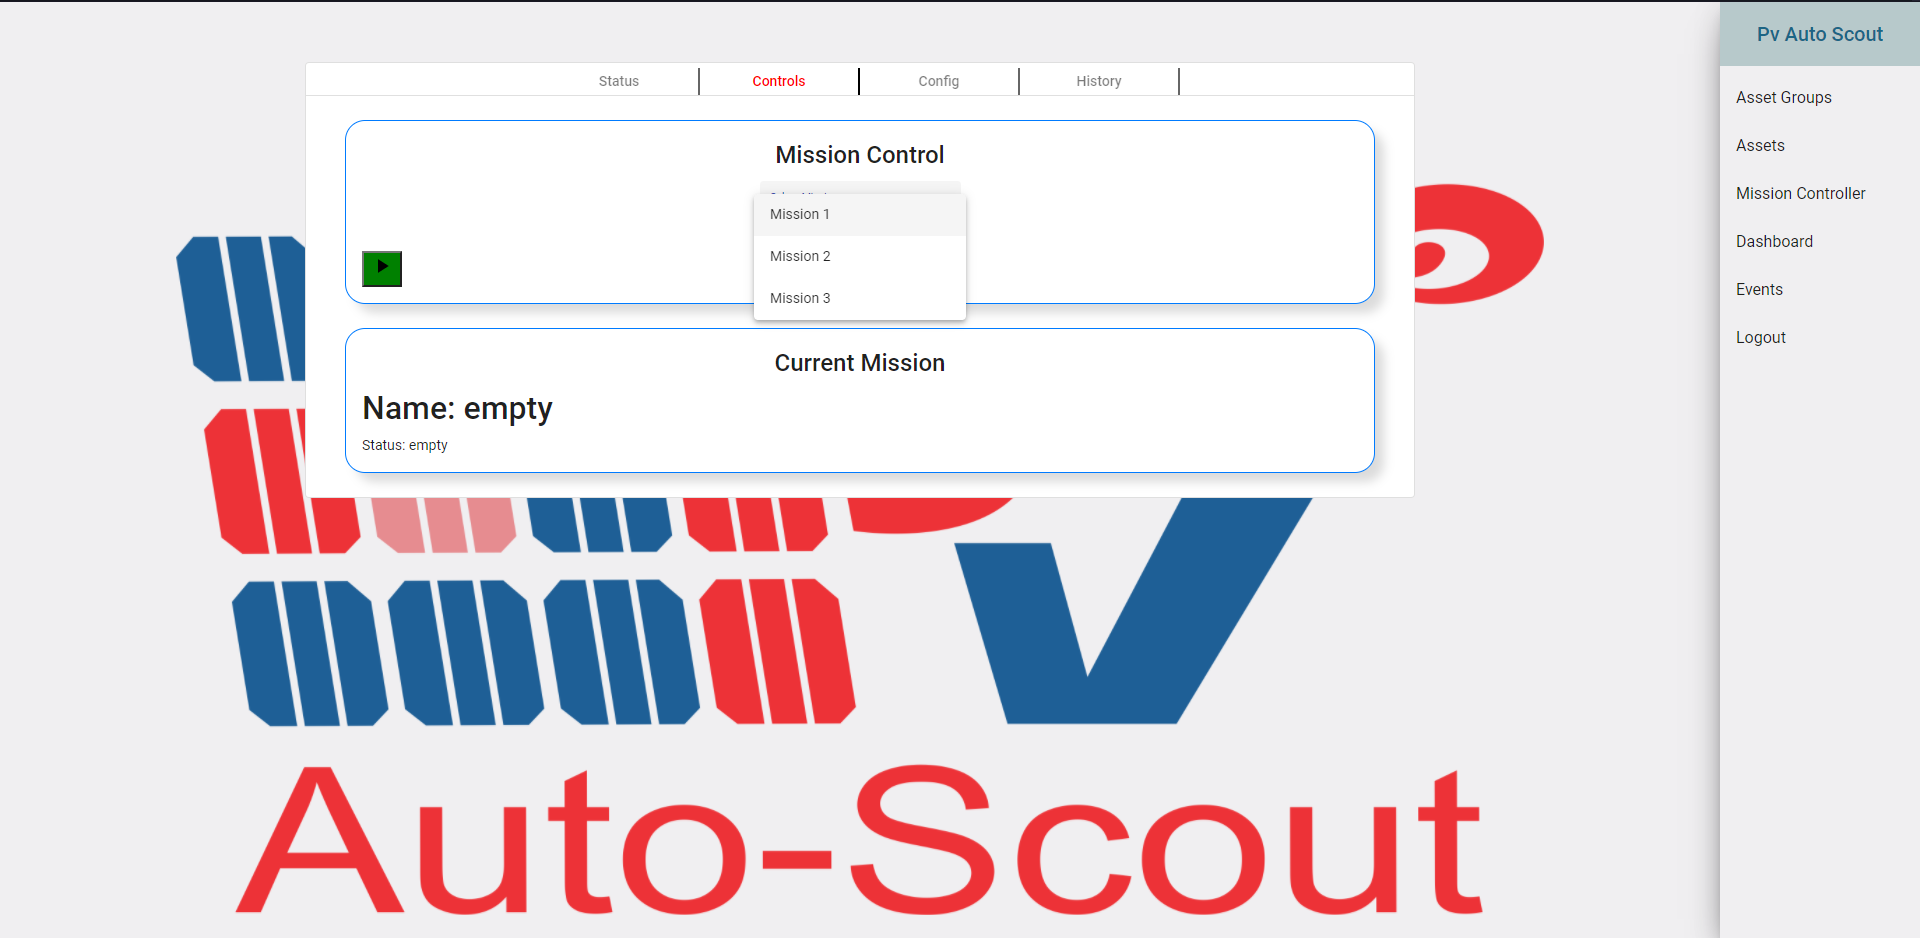 Pv Auto Scout
Status
Controls
Config
History
Asset Groups
Assets
Mission Controller
Dashboard
Events
Logout
Mission Control
Mission 1
Mission 2
Mission 3
Current Mission
Name: empty
Status: empty
V
Auto-Scout